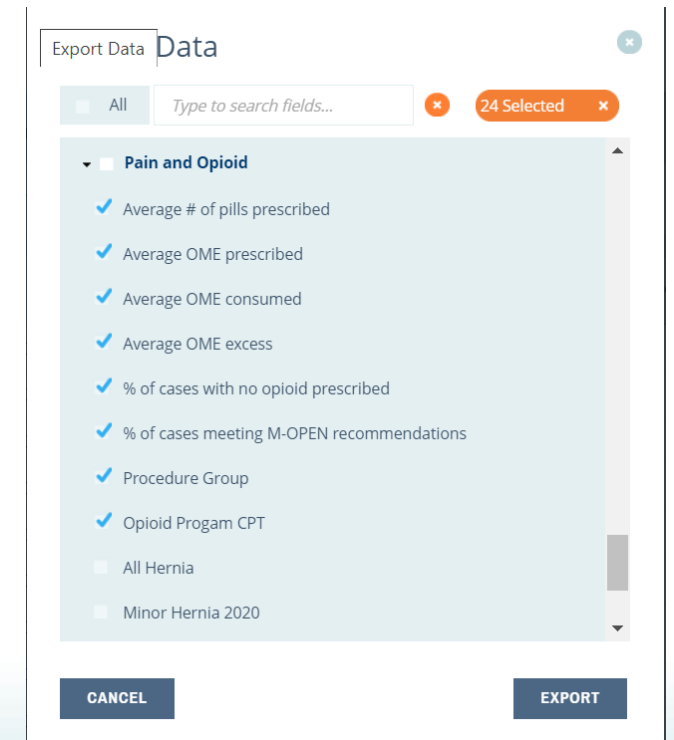 Export Data Data
All Type to search fields... 24 Selected
Pain and Opioid
Average # of pills prescribed
Average OME prescribed
Average OME consumed
Average OME excess
% of cases with no opioid prescribed
% of cases meeting M-OPEN recommendations
Procedure Group
Opioid Progam CPT
All Hernia
Minor Hernia 2020
CANCEL EXPORT